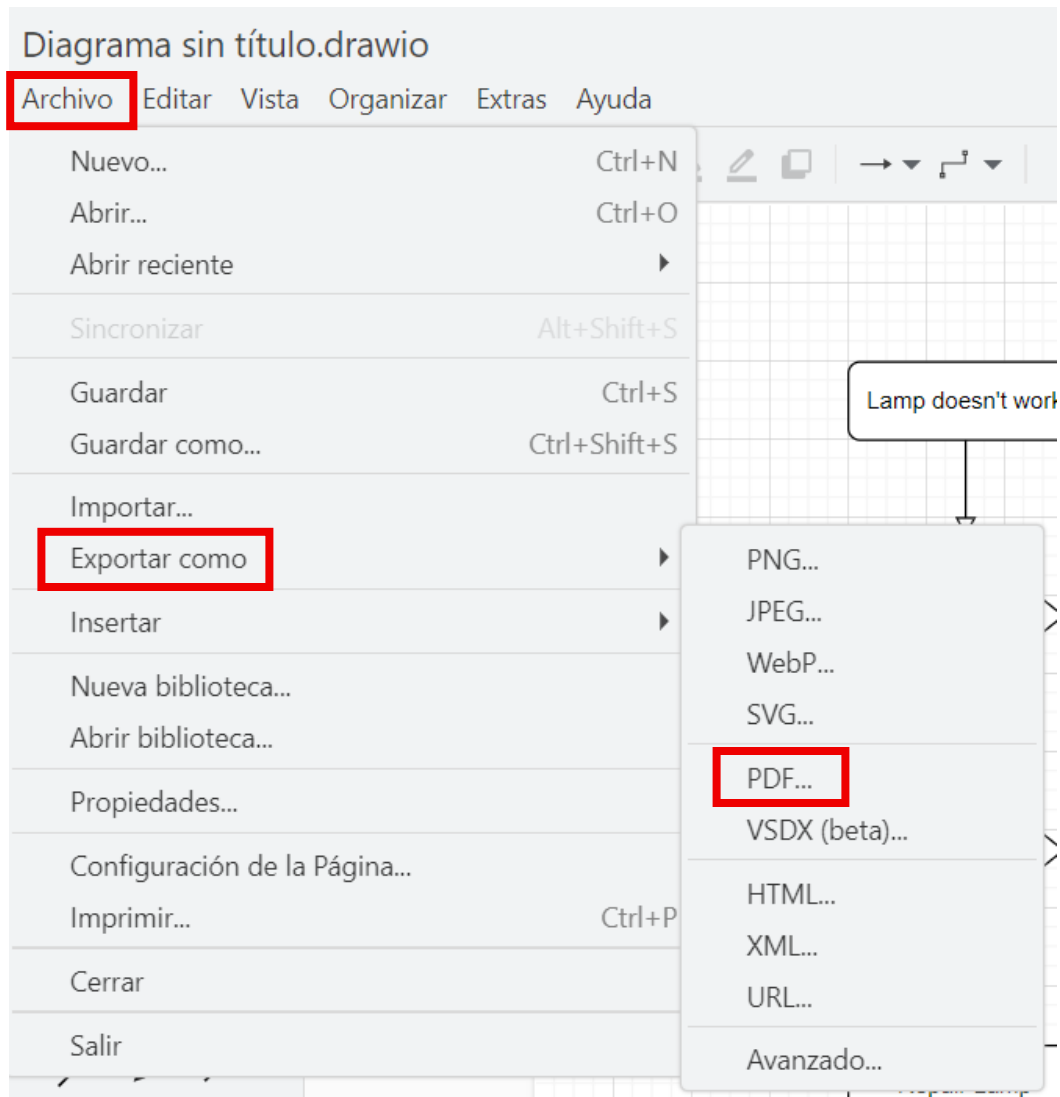 Diagrama sin título.drawio
Archivo Editar Vista Organizar Extras Ayuda
Nuevo... Ctrl+N
Abrir... Ctrl+O
Abrir reciente
Sincronizar Alt+Shift+S
Guardar Ctrl+S
Guardar como... Ctrl+Shift+S
Importar...
Exportar como
Insertar
Nueva biblioteca...
Abrir biblioteca...
Propiedades...
Configuración de la Página...
Imprimir... Ctrl+P
Cerrar
Salir
Lamp doesn't work
PNG...
JPEG...
WebP...
SVG...
PDF...
VSDX (beta)...
HTML...
XML...
URL...
Avanzado...